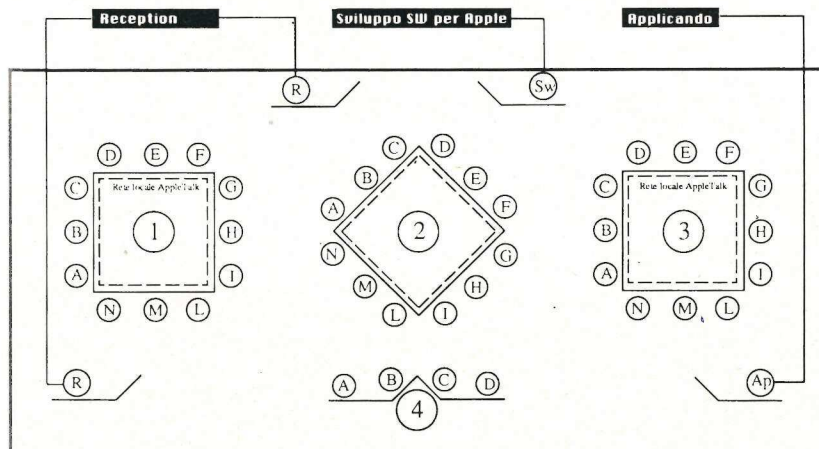 Reception Sviluppo SW per Apple Applicando
R Sw
D E F C D D E F
C Rete locale AppleTalk G B E C Rete locale AppleTalk G
B 1 H A 2 F B 3 H
A I N G A I
N M L M H N M L
L I
R A B C D Ap
4